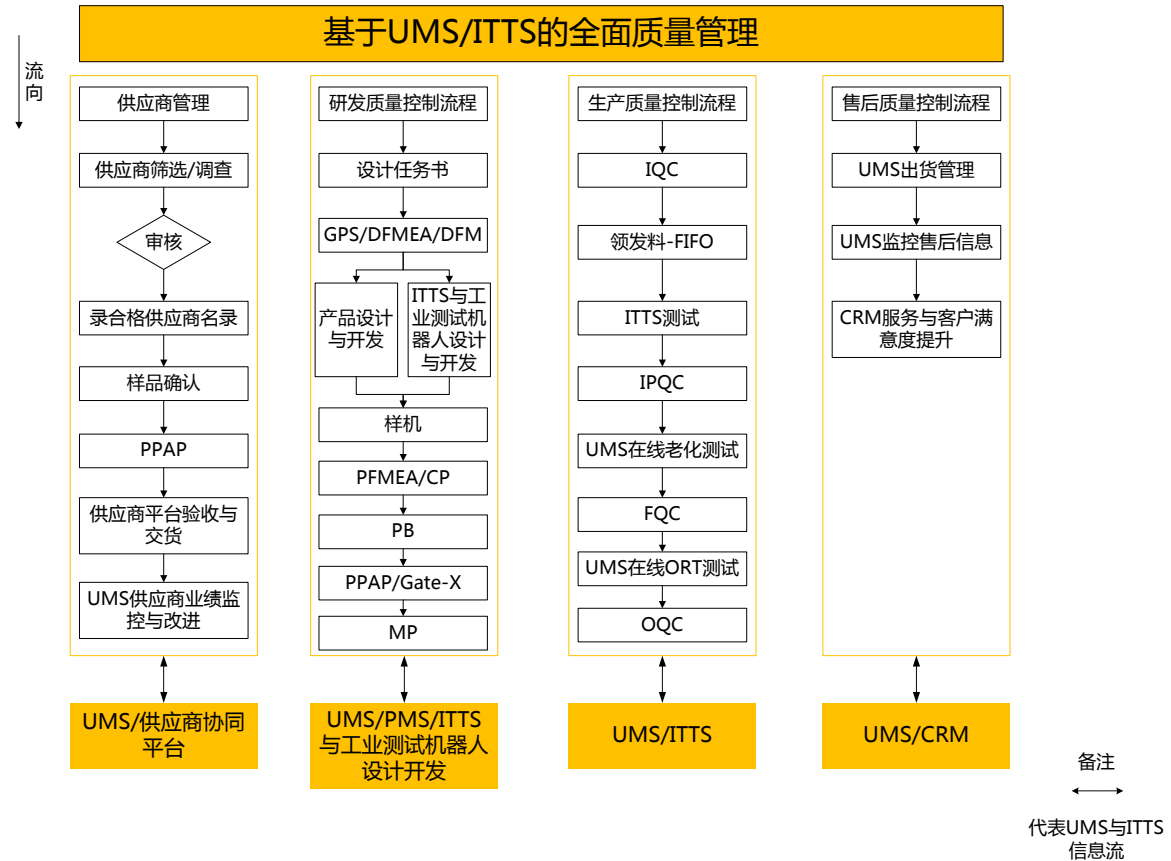 基于UMS/ITTS的全面质量管理
流
向
供应商管理
供应商筛选/调查
审核
录合格供应商名录
样品确认
PPAP
供应商平台验收与
交货
UMS供应商业绩监
控与改进
UMS/供应商协同
平台
研发质量控制流程
设计任务书
GPS/DFMEA/DFM
产品设计
与开发
ITTS与工
业测试机
器人设计
与开发
样机
PFMEA/CP
PB
PPAP/Gate-X
MP
UMS/PMS/ITTS
与工业测试机器人
设计开发
生产质量控制流程
IQC
领发料-FIFO
ITTS测试
IPQC
UMS在线老化测试
FQC
UMS在线ORT测试
OQC
UMS/ITTS
售后质量控制流程
UMS出货管理
UMS监控售后信息
CRM服务与客户满
意度提升
UMS/CRM
备注
代表UMS与ITTS
信息流